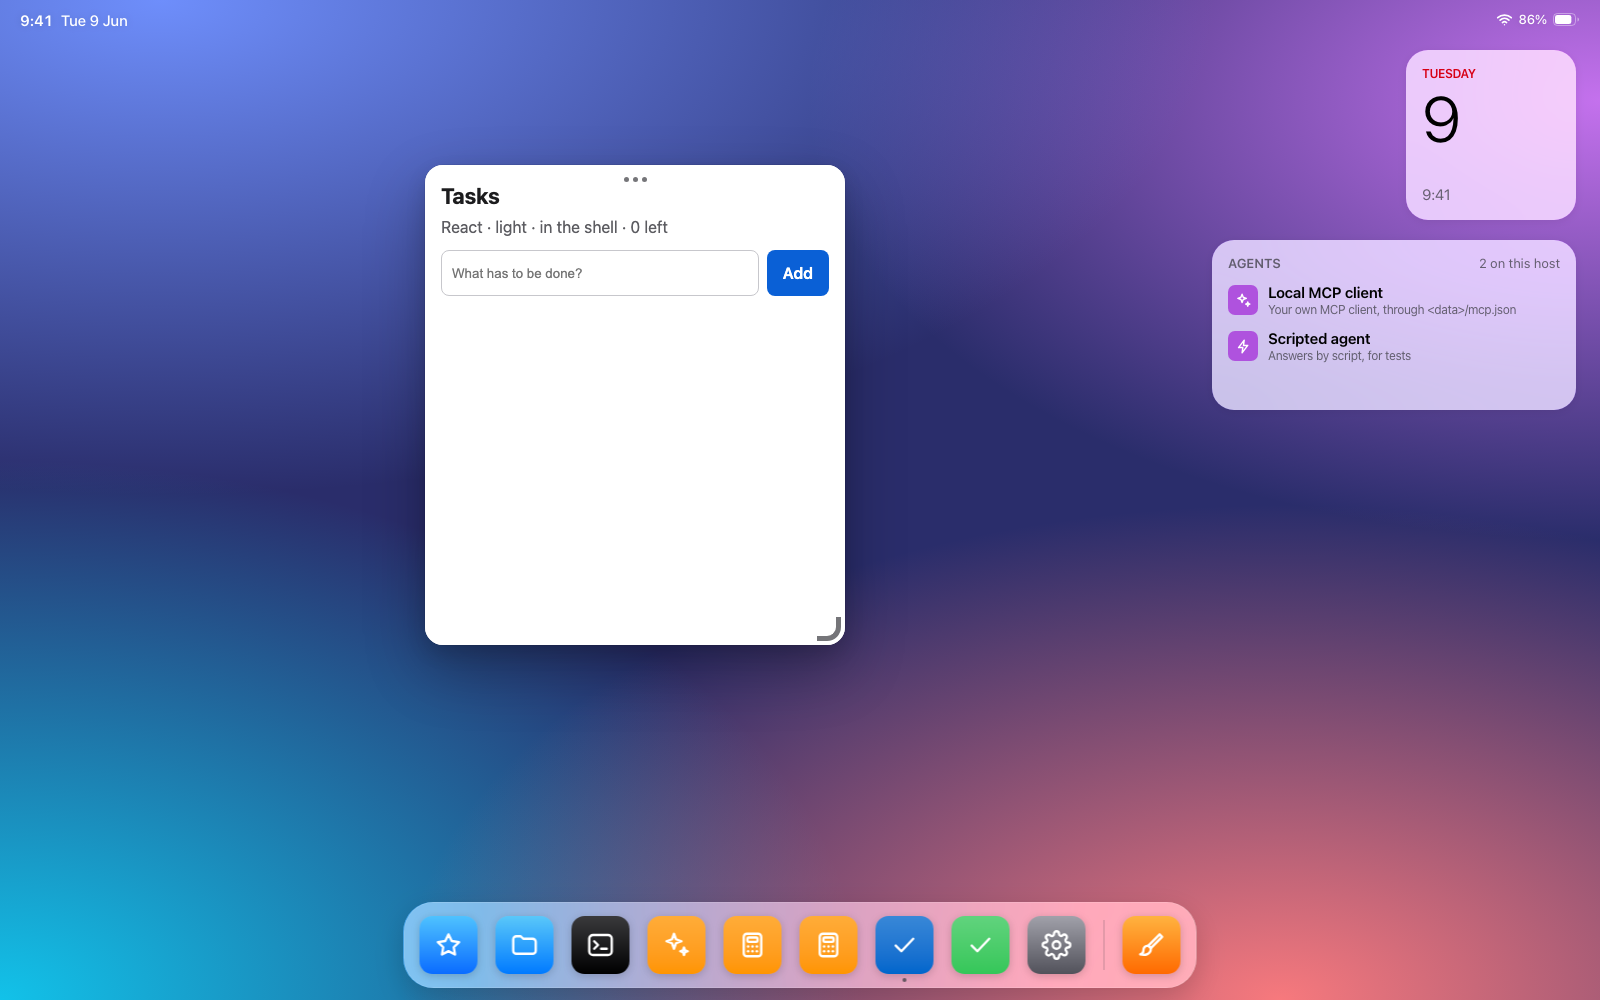 9:41 Tue 9 Jun
86%
TUESDAY
9
9:41
AGENTS 2 on this host
Local MCP client
Your own MCP client, through <data>/mcp.json
Scripted agent
Answers by script, for tests
Tasks
React · light · in the shell · 0 left
What has to be done?
Add